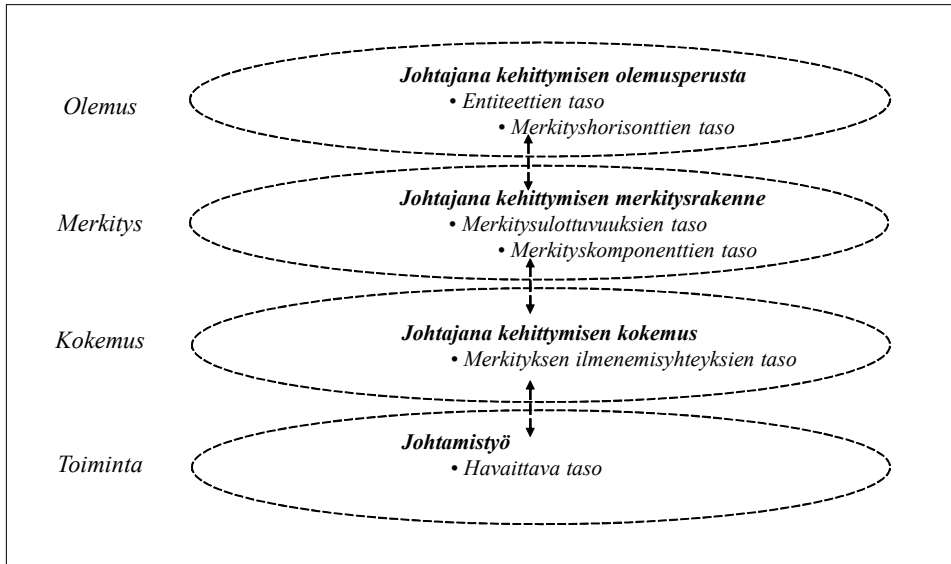 Olemus
Johtajana kehittymisen olemusperusta
• Entiteettien taso
• Merkityshorisonttien taso
Merkitys
Johtajana kehittymisen merkitysrakenne
• Merkitysulottuvuuksien taso
• Merkityskomponenttien taso
Kokemus
Johtajana kehittymisen kokemus
• Merkityksen ilmenemisyhteyksien taso
Toiminta
Johtamistyö
• Havaittava taso